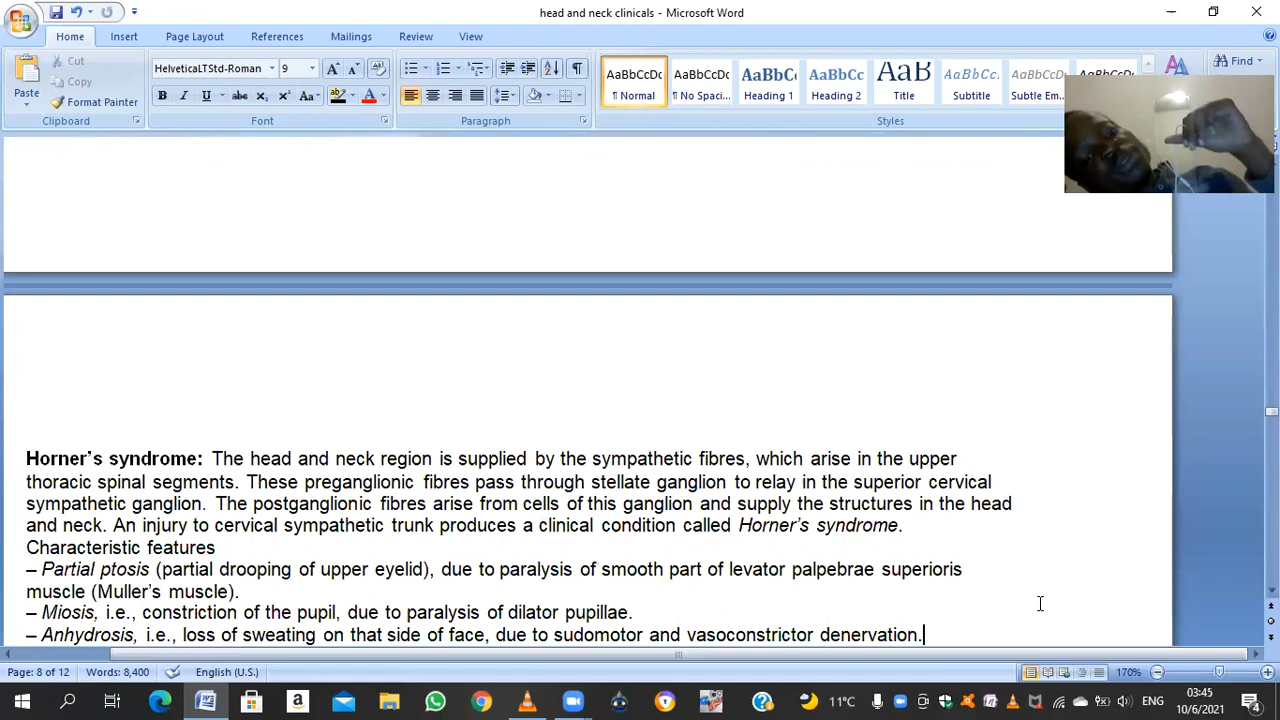 head and neck clinicals - Microsoft Word
Home Insert Page Layout References Mailings Review View
Paste
Cut
Copy
Format Painter
Clipboard
HelveticaLTStd-Roman 9
Font
Paragraph
AaBbCcDc AaBbCcDc AaBbCc AaBbCc AaB AaBbCc. AaBbCcDc AaBbCcDc
¶ Normal ¶ No Spaci... Heading 1 Heading 2 Title Subtitle Subtle Em...
Styles
Find
Horner's syndrome: The head and neck region is supplied by the sympathetic fibres, which arise in the upper
thoracic spinal segments. These preganglionic fibres pass through stellate ganglion to relay in the superior cervical
sympathetic ganglion. The postganglionic fibres arise from cells of this ganglion and supply the structures in the head
and neck. An injury to cervical sympathetic trunk produces a clinical condition called Horner's syndrome.
Characteristic features
– Partial ptosis (partial drooping of upper eyelid), due to paralysis of smooth part of levator palpebrae superioris
muscle (Muller's muscle).
– Miosis, i.e., constriction of the pupil, due to paralysis of dilator pupillae.
– Anhydrosis, i.e., loss of sweating on that side of face, due to sudomotor and vasoconstrictor denervation.
Page: 8 of 12 Words: 8,400 English (U.S.) 170%
11°C ENG 03:45
10/6/2021